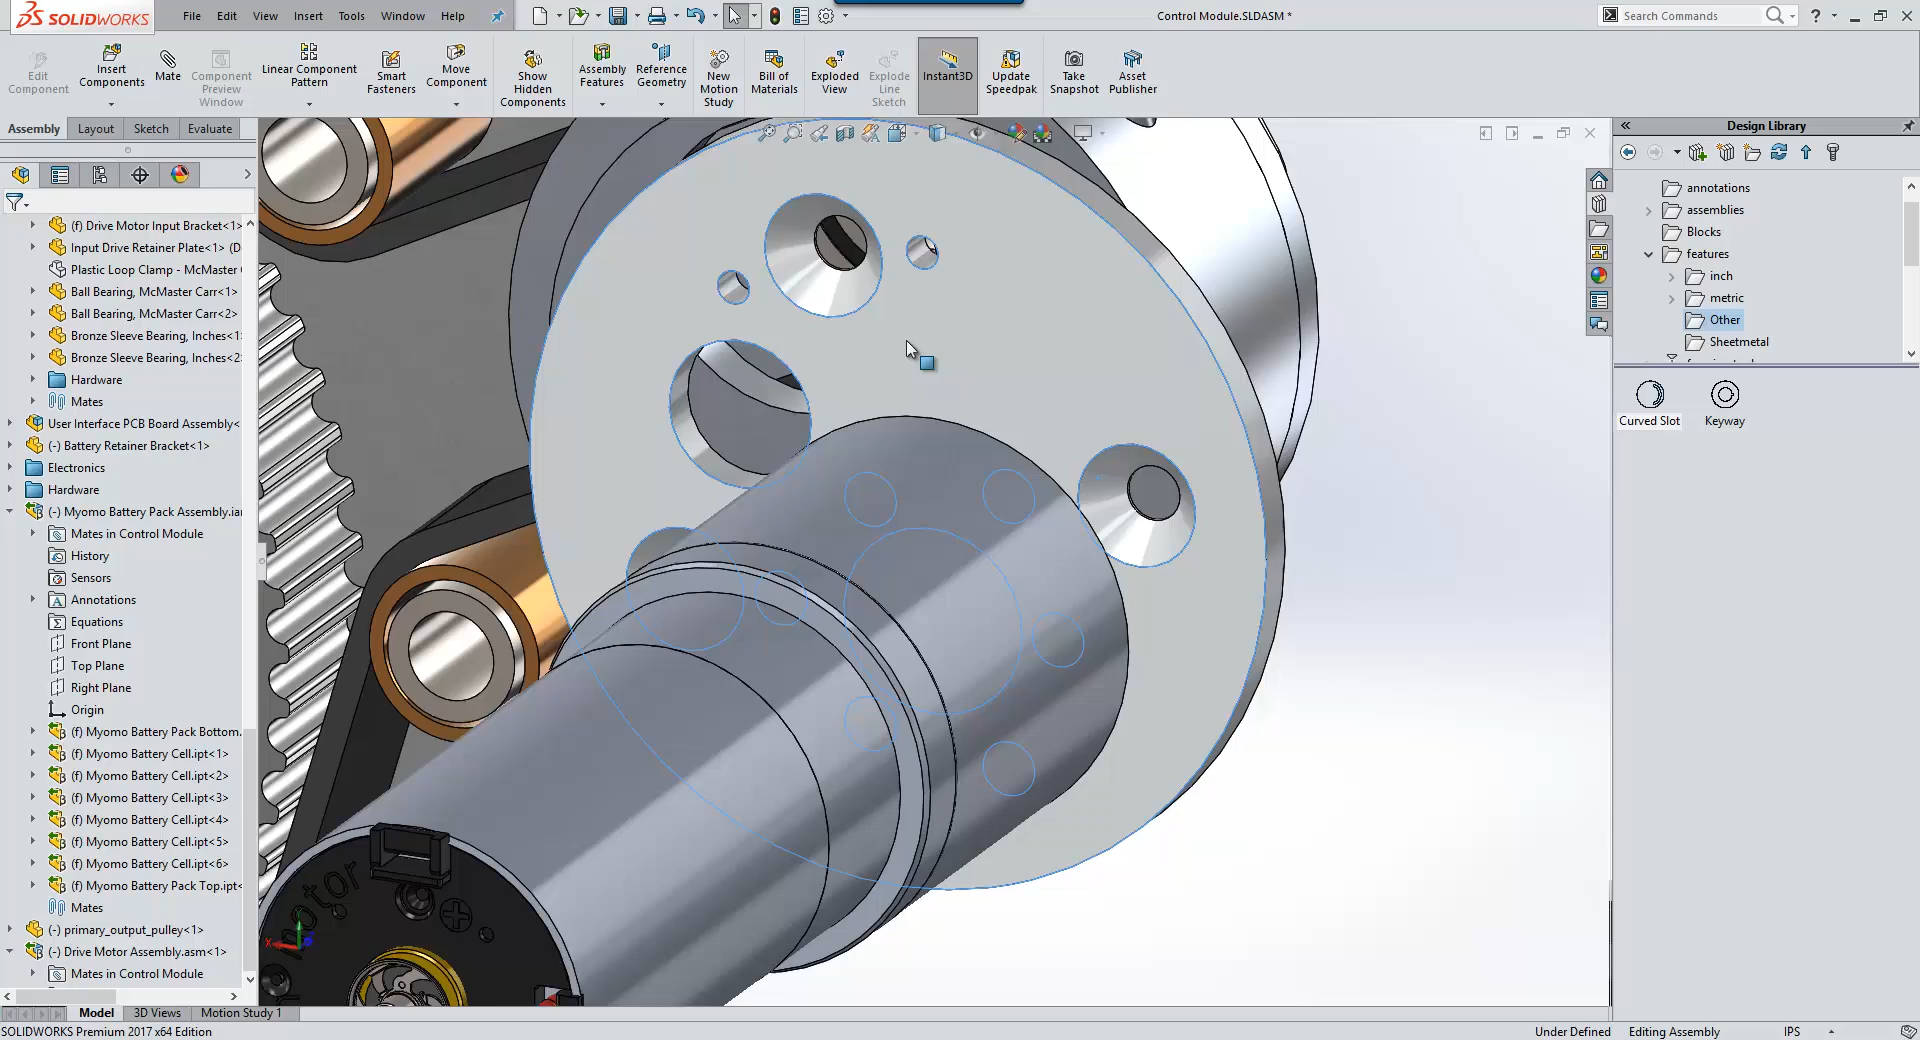 SOLIDWORKS
File Edit View Insert Tools Window Help
Control Module.SLDASM *
Search Commands
Edit Component
Insert Components
Mate
Component Preview Window
Linear Component Pattern
Smart Fasteners
Move Component
Show Hidden Components
Assembly Features
Reference Geometry
New Motion Study
Bill of Materials
Exploded View
Explode Line Sketch
Instant3D
Update Speedpak
Take Snapshot
Asset Publisher
Assembly Layout Sketch Evaluate
(f) Drive Motor Input Bracket<1>
Input Drive Retainer Plate<1> (D
Plastic Loop Clamp - McMaster
Ball Bearing, McMaster Carr<1>
Ball Bearing, McMaster Carr<2>
Bronze Sleeve Bearing, Inches<1
Bronze Sleeve Bearing, Inches<2
Hardware
Mates
User Interface PCB Board Assembly<
(-) Battery Retainer Bracket<1>
Electronics
Hardware
(-) Myomo Battery Pack Assembly.iar
Mates in Control Module
History
Sensors
Annotations
Equations
Front Plane
Top Plane
Right Plane
Origin
(f) Myomo Battery Pack Bottom.
(f) Myomo Battery Cell.ipt<1>
(f) Myomo Battery Cell.ipt<2>
(f) Myomo Battery Cell.ipt<3>
(f) Myomo Battery Cell.ipt<4>
(f) Myomo Battery Cell.ipt<5>
(f) Myomo Battery Cell.ipt<6>
(f) Myomo Battery Pack Top.ipt<
Mates
(-) primary_output_pulley<1>
(-) Drive Motor Assembly.asm<1>
Mates in Control Module
motor
x
Design Library
annotations
assemblies
Blocks
features
inch
metric
Other
Sheetmetal
Curved Slot
Keyway
Model 3D Views Motion Study 1
SOLIDWORKS Premium 2017 x64 Edition
Under Defined Editing Assembly IPS